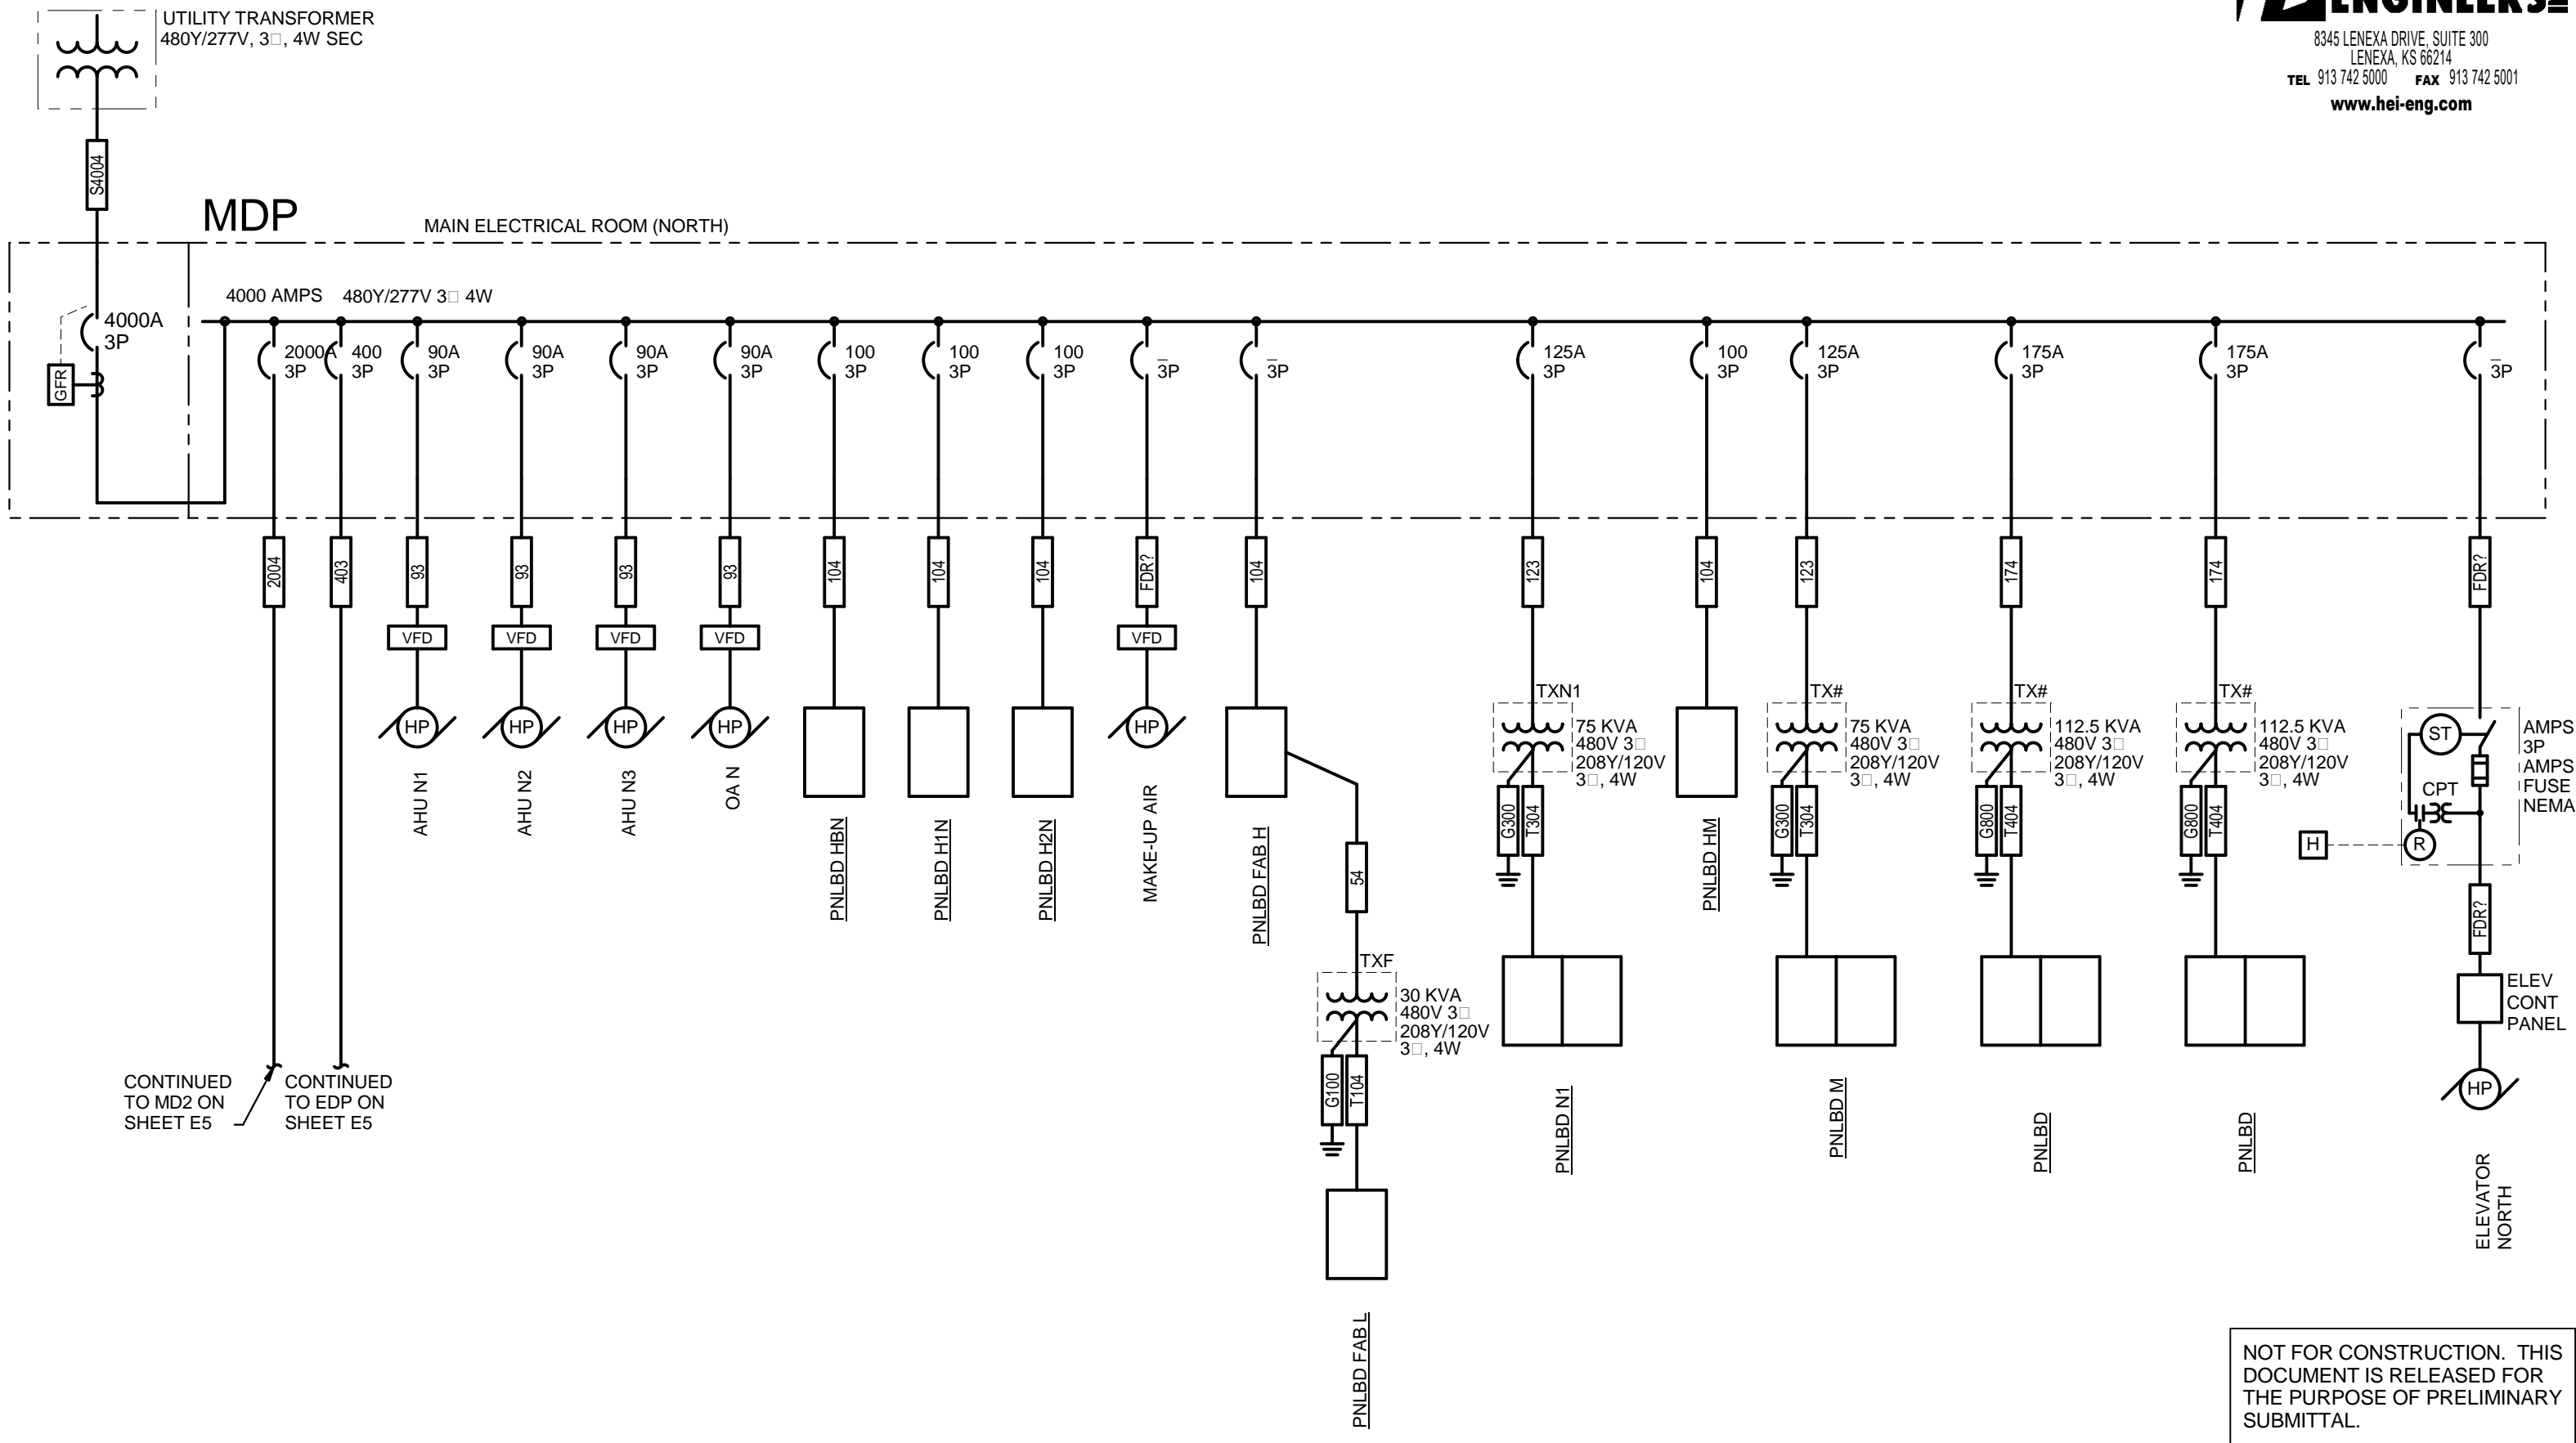 UTILITY TRANSFORMER
480Y/277V, 3□, 4W SEC
ENGINEERS
8345 LENEXA DRIVE, SUITE 300
LENEXA, KS 66214
TEL 913 742 5000 FAX 913 742 5001
www.hei-eng.com
S4004
MDP
MAIN ELECTRICAL ROOM (NORTH)
4000 AMPS 480Y/277V 3□ 4W
4000A
3P
GFR
2000A
3P
400
3P
90A
3P
90A
3P
90A
3P
90A
3P
100
3P
100
3P
100
3P
_
3P
_
3P
125A
3P
100
3P
125A
3P
175A
3P
175A
3P
_
3P
2004
403
93
93
93
93
104
104
104
FDR?
104
123
104
123
174
174
FDR?
VFD
VFD
VFD
VFD
VFD
HP
HP
HP
HP
HP
AHU N1
AHU N2
AHU N3
OA N
PNLBD HBN
PNLBD H1N
PNLBD H2N
MAKE-UP AIR
PNLBD FAB H
54
TXF
30 KVA
480V 3□
208Y/120V
3□, 4W
G100
T104
PNLBD FAB L
TXN1
75 KVA
480V 3□
208Y/120V
3□, 4W
G300
T304
PNLBD N1
PNLBD HM
TX#
75 KVA
480V 3□
208Y/120V
3□, 4W
G300
T304
PNLBD M
TX#
112.5 KVA
480V 3□
208Y/120V
3□, 4W
G800
T404
PNLBD
TX#
112.5 KVA
480V 3□
208Y/120V
3□, 4W
G800
T404
PNLBD
ST
CPT
R
H
AMPS
3P
AMPS
FUSE
NEMA
FDR?
ELEV
CONT
PANEL
HP
ELEVATOR
NORTH
CONTINUED
TO MD2 ON
SHEET E5
CONTINUED
TO EDP ON
SHEET E5
NOT FOR CONSTRUCTION. THIS
DOCUMENT IS RELEASED FOR
THE PURPOSE OF PRELIMINARY
SUBMITTAL.